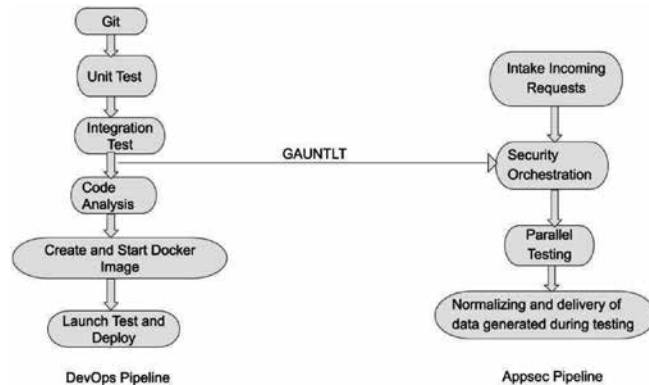 Git
Unit Test
Integration
Test
Code
Analysis
Create and Start Docker
Image
Launch Test and
Deploy
DevOps Pipeline
GAUNTLT
Intake Incoming
Requests
Security
Orchestration
Parallel
Testing
Normalizing and delivery of
data generated during testing
Appsec Pipeline